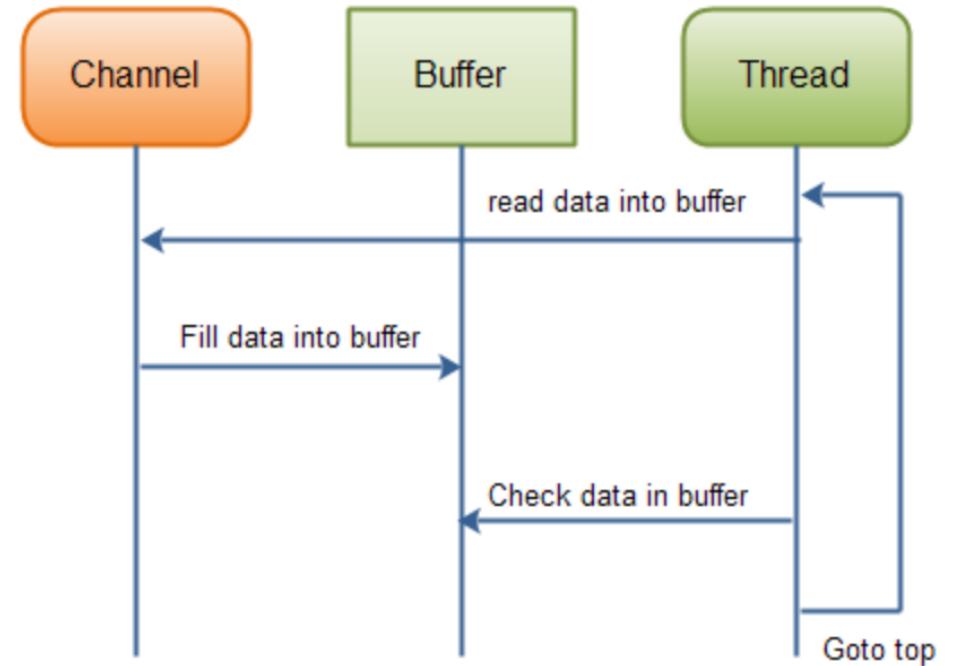 Channel
Buffer
Thread
read data into buffer
Fill data into buffer
Check data in buffer
Goto top